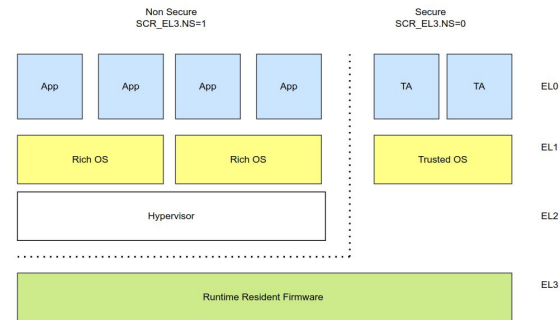 Non Secure
SCR_EL3.NS=1
Secure
SCR_EL3.NS=0
App
App
App
App
TA
TA
EL0
Rich OS
Rich OS
Trusted OS
EL1
Hypervisor
EL2
Runtime Resident Firmware
EL3